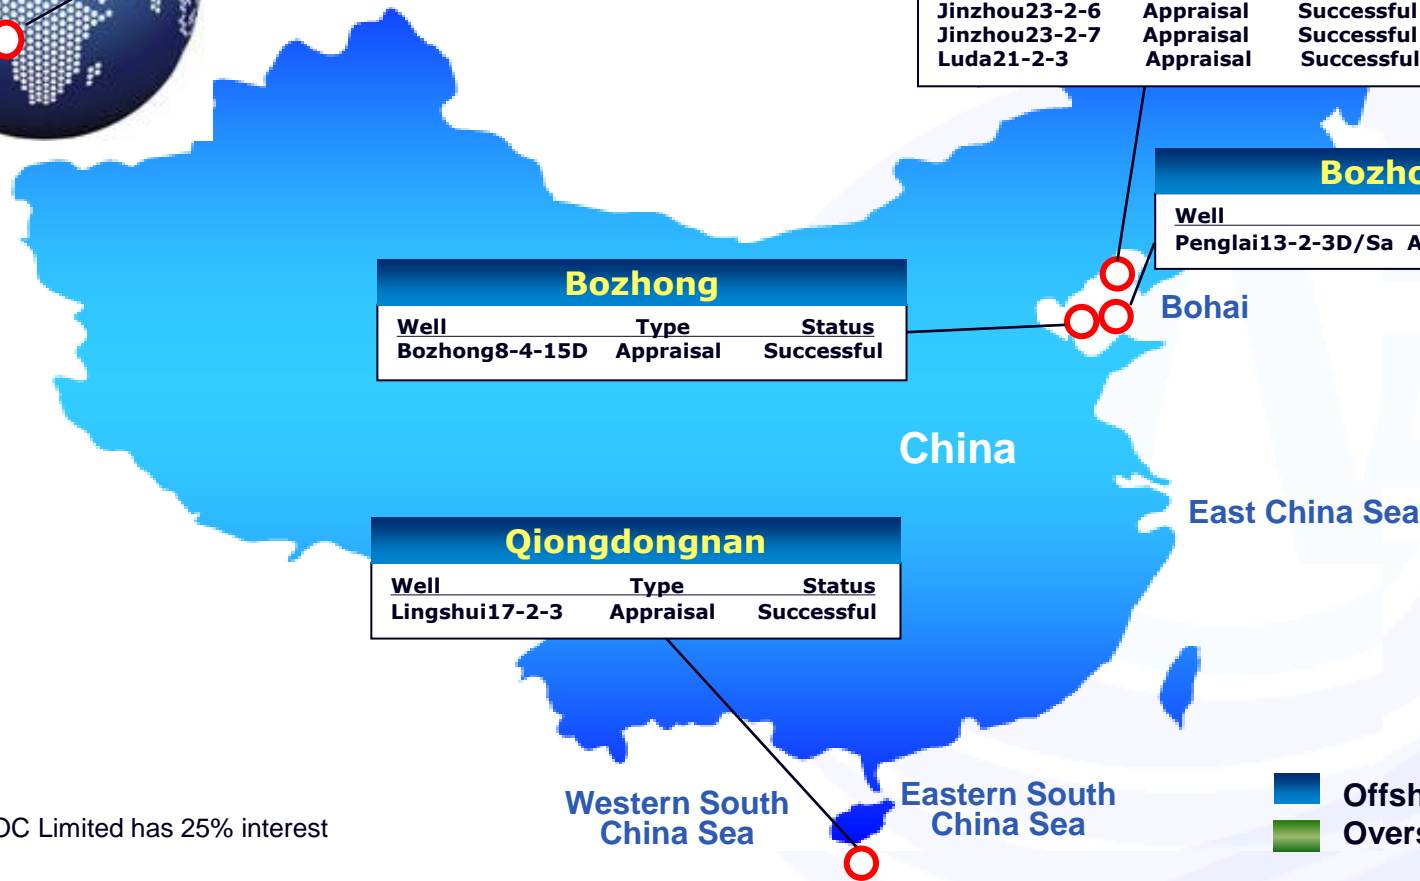 Jinzhou23-2-6 Appraisal Successful
Jinzhou23-2-7 Appraisal Successful
Luda21-2-3 Appraisal Successful
Well
Penglai13-2-3D/Sa
Bohai
Bozhong
Well Type Status
Bozhong8-4-15D Appraisal Successful
China
East China Sea
Qiongdongnan
Well Type Status
Lingshui17-2-3 Appraisal Successful
Western South
China Sea
Eastern South
China Sea
Limited has 25% interest